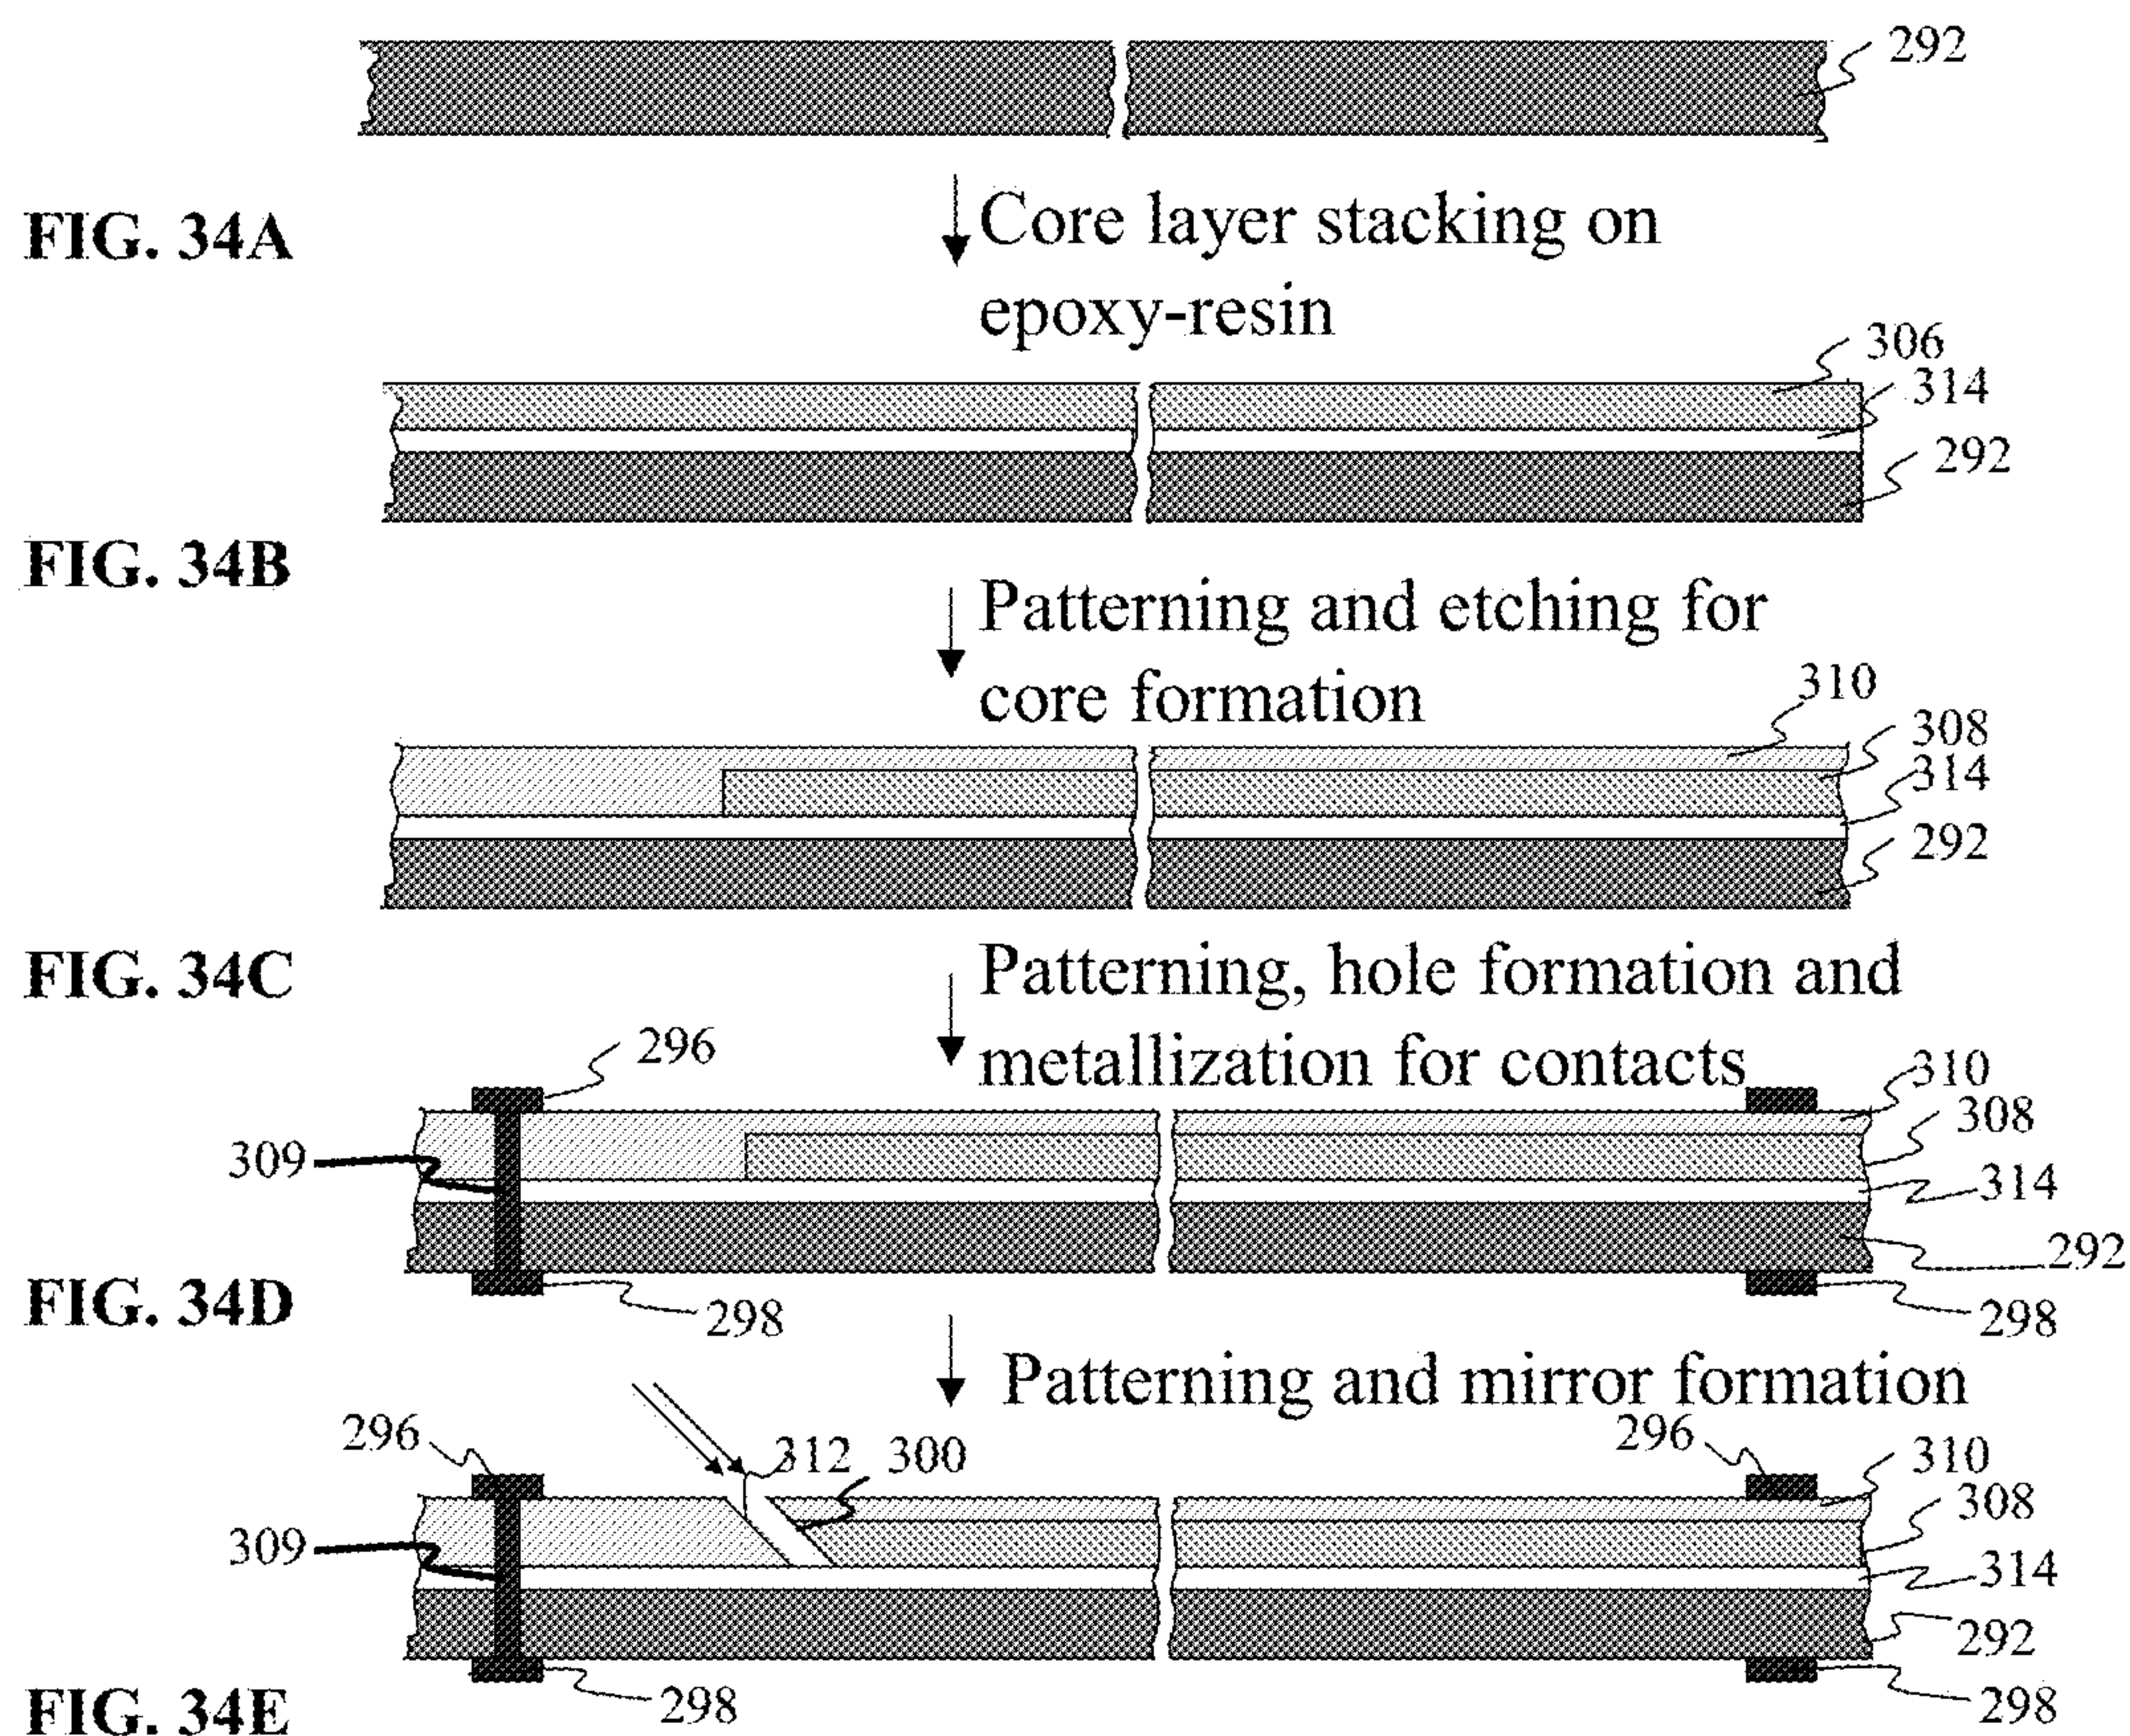 292
FIG. 34A
Core layer stacking on
epoxy-resin
306
314
292
FIG. 34B
Patterning and etching for
core formation
310
308
314
292
FIG. 34C
Patterning, hole formation and
metallization for contacts
296
310
308
309
314
292
FIG. 34D
298
298
Patterning and mirror formation
296
312
300
296
310
308
309
314
292
298
298
FIG. 34E